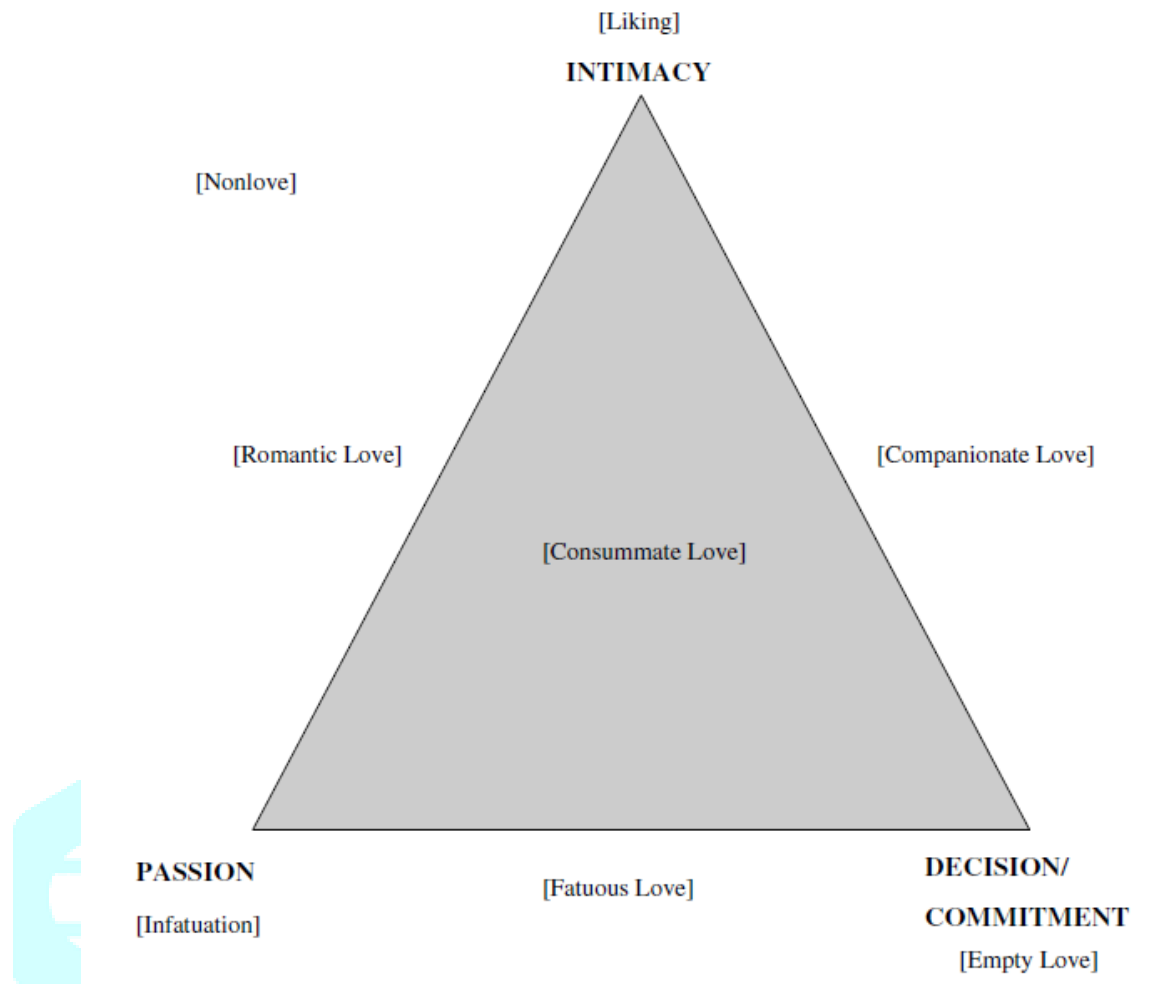 [Liking]
INTIMACY
[Nonlove]
[Romantic Love]
[Companionate Love]
[Consummate Love]
PASSION
[Infatuation]
[Fatuous Love]
DECISION/
COMMITMENT
[Empty Love]